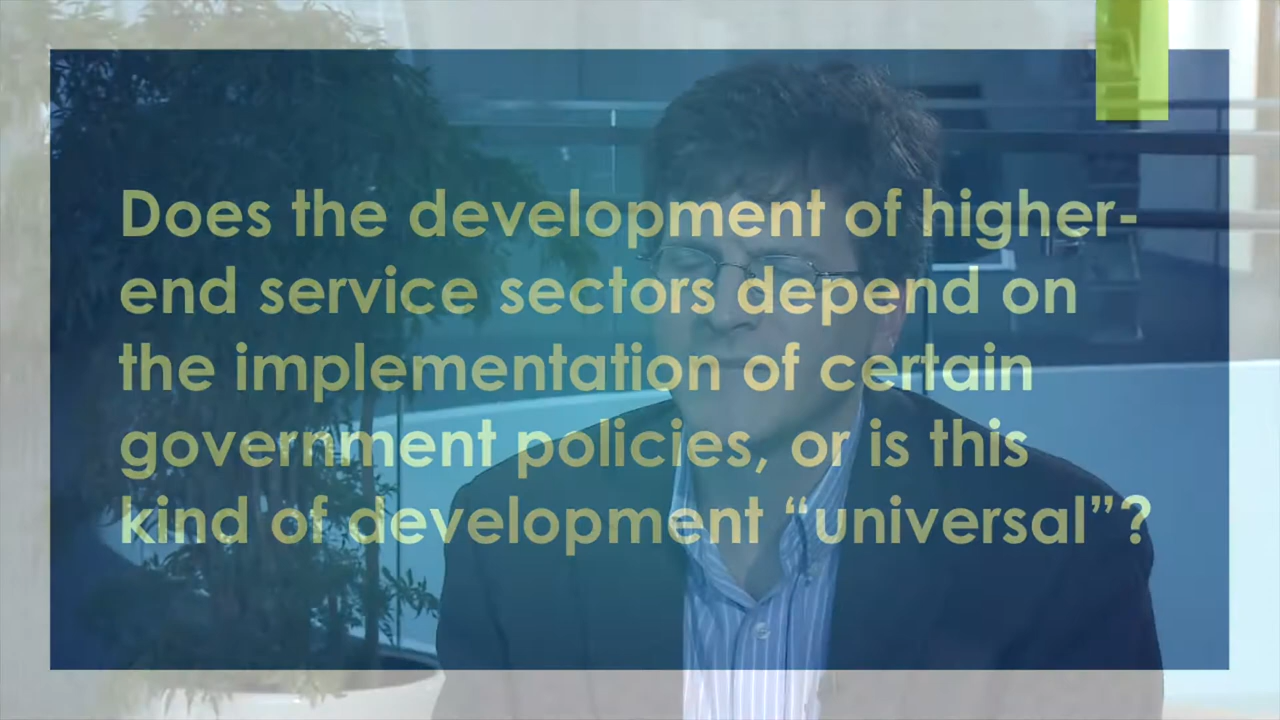 Does the development of higher-
end service sectors depend on
the implementation of certain
government policies, or is this
kind of development “universal”?